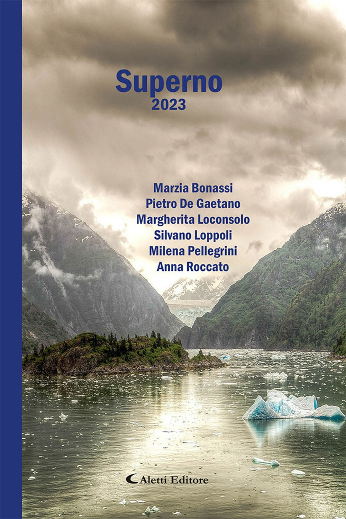 Superno
2023
Marzia Bonassi
Pietro De Gaetano
Margherita Loconsolo
Silvano Loppoli
Milena Pellegrini
Anna Roccato
Aletti Editore